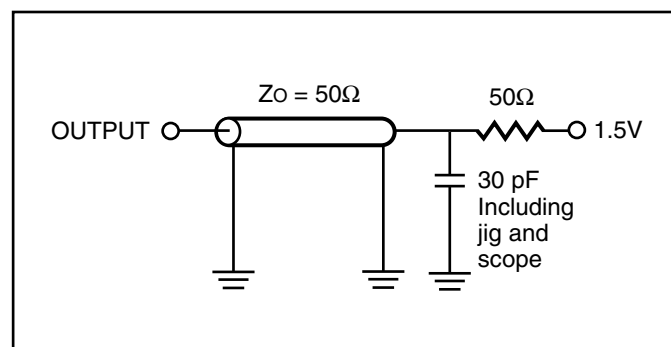 ZO = 50Ω
50Ω
OUTPUT
1.5V
30 pF
Including
jig and
scope